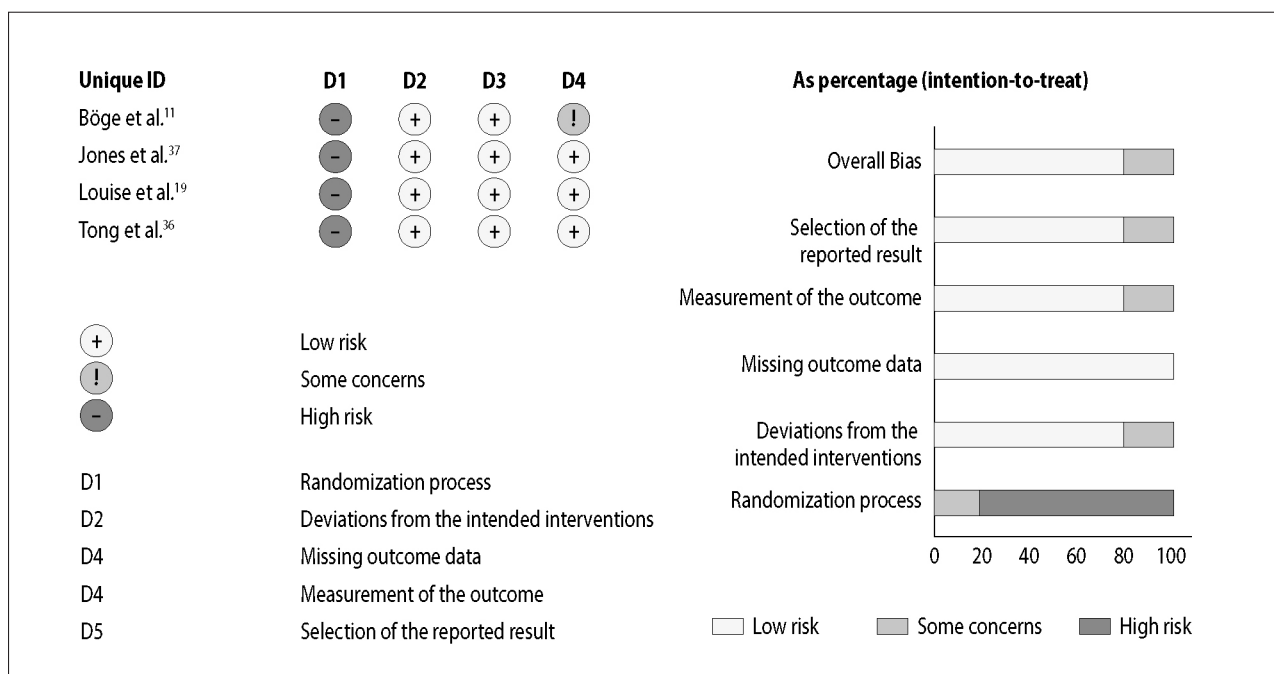 Unique ID D1 D2 D3 D4
Böge et al.¹¹ – + + !
Jones et al.³⁷ – + + +
Louise et al.¹⁹ – + + +
Tong et al.³⁶ – + + +
+ Low risk
! Some concerns
– High risk
D1 Randomization process
D2 Deviations from the intended interventions
D4 Missing outcome data
D4 Measurement of the outcome
D5 Selection of the reported result
As percentage (intention-to-treat)
Overall Bias
Selection of the
reported result
Measurement of the outcome
Missing outcome data
Deviations from the
intended interventions
Randomization process
0 20 40 60 80 100
Low risk Some concerns High risk